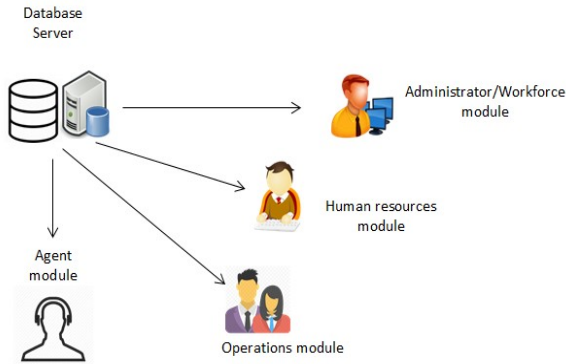 Database
Server
Administrator/Workforce
module
Human resources
module
Agent
module
Operations module